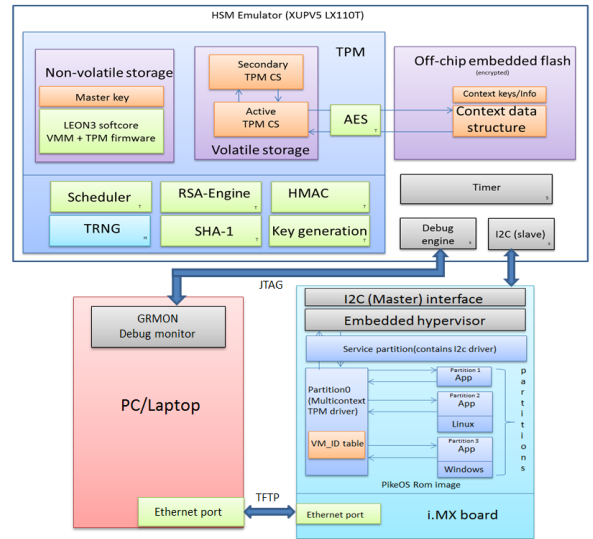 HSM Emulator (XUPV5 LX110T)
TPM
Non-volatile storage
Master key
LEON3 softcore
VMM + TPM firmware
Secondary
TPM CS
Active
TPM CS
Volatile storage
AES
T
Off-chip embedded flash
(encrypted)
Context keys/Info
Context data
structure
Scheduler
T
RSA-Engine
T
HMAC
T
TRNG
H
SHA-1
T
Key generation
T
Timer
S
Debug
engine
I2C (slave)
JTAG
GRMON
Debug monitor
PC/Laptop
Ethernet port
TFTP
I2C (Master) interface
Embedded hypervisor
Service partition(contains I2c driver)
Partition0
(Multicontext
TPM driver)
VM_ID table
Partition 1
App
Partition 2
App
Linux
Partition 3
App
Windows
partitions
PikeOS Rom Image
Ethernet port
i.MX board